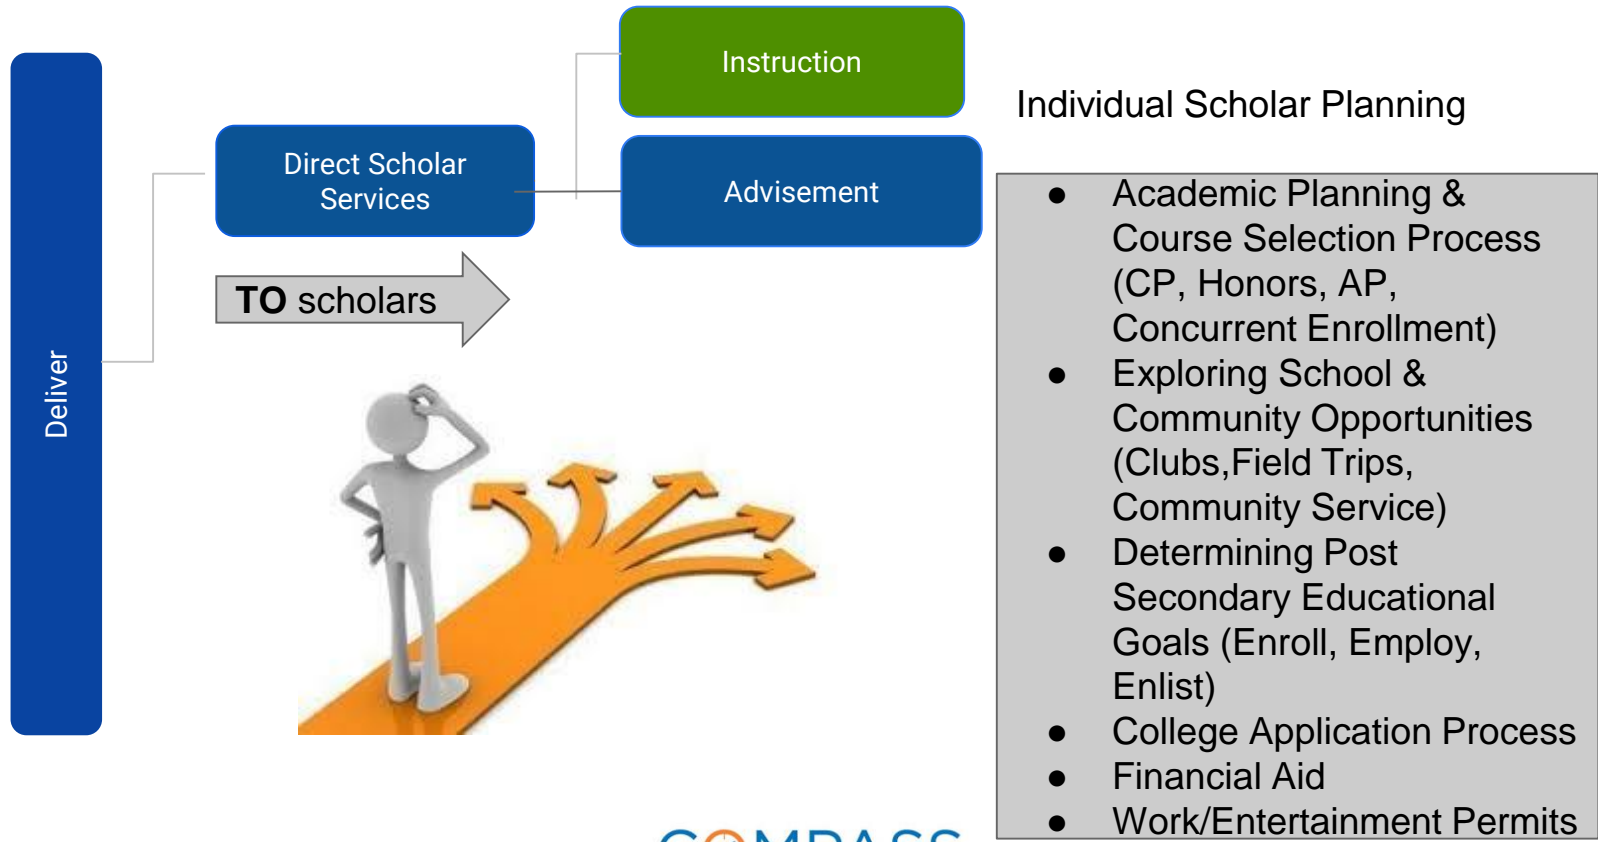 Deliver
Direct Scholar
Services
Instruction
Advisement
TO scholars
Individual Scholar Planning
● Academic Planning &
Course Selection Process
(CP, Honors, AP,
Concurrent Enrollment)
● Exploring School &
Community Opportunities
(Clubs,Field Trips,
Community Service)
● Determining Post
Secondary Educational
Goals (Enroll, Employ,
Enlist)
● College Application Process
● Financial Aid
● Work/Entertainment Permits
COMPASS